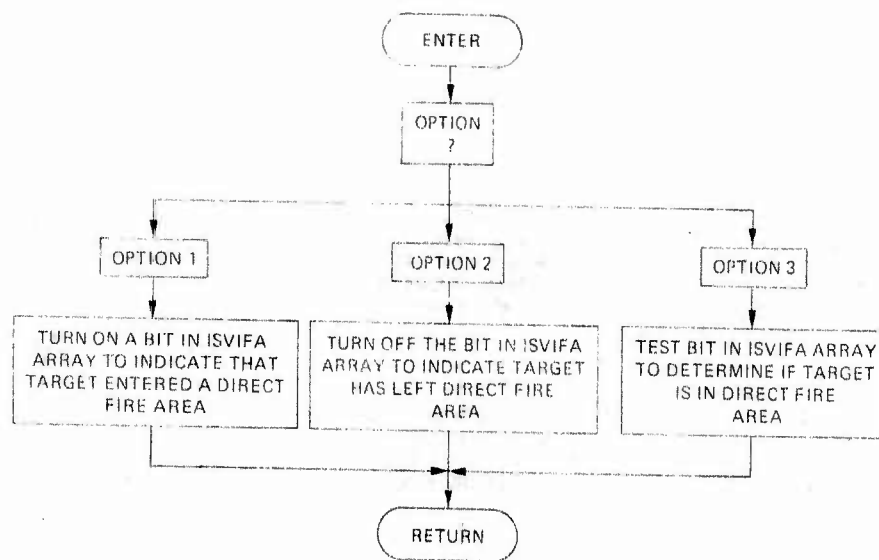 ENTER
OPTION
?
OPTION 1
OPTION 2
OPTION 3
TURN ON A BIT IN ISVIFA
ARRAY TO INDICATE THAT
TARGET ENTERED A DIRECT
FIRE AREA
TURN OFF THE BIT IN ISVIFA
ARRAY TO INDICATE TARGET
HAS LEFT DIRECT FIRE
AREA
TEST BIT IN ISVIFA ARRAY
TO DETERMINE IF TARGET
IS IN DIRECT FIRE
AREA
RETURN